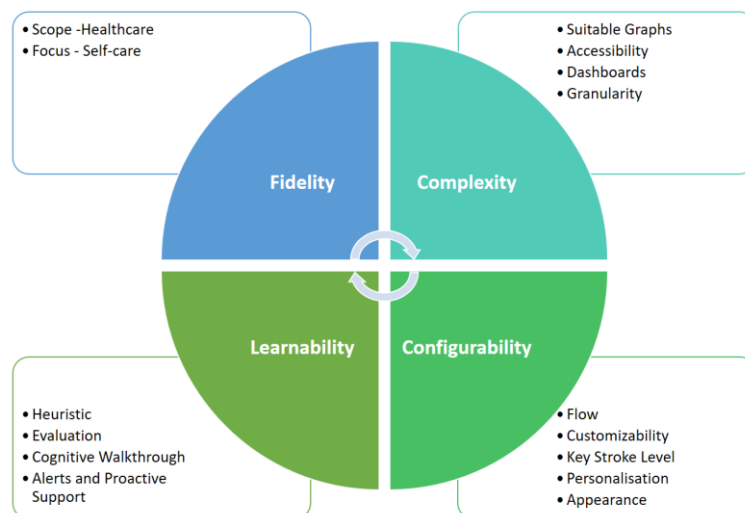 • Scope -Healthcare
• Focus - Self-care
• Suitable Graphs
• Accessibility
• Dashboards
• Granularity
Fidelity
Complexity
Learnability
Configurability
• Heuristic
• Evaluation
• Cognitive Walkthrough
• Alerts and Proactive
Support
• Flow
• Customizability
• Key Stroke Level
• Personalisation
• Appearance